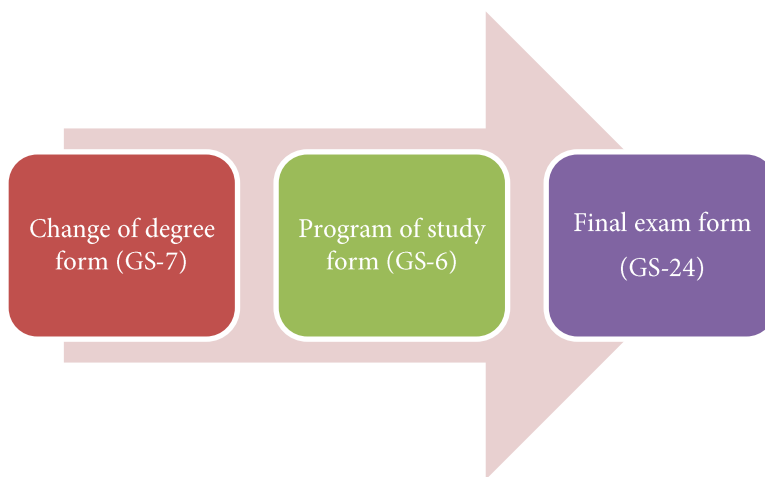 Change of degree
form (GS-7)
Program of study
form (GS-6)
Final exam form
(GS-24)